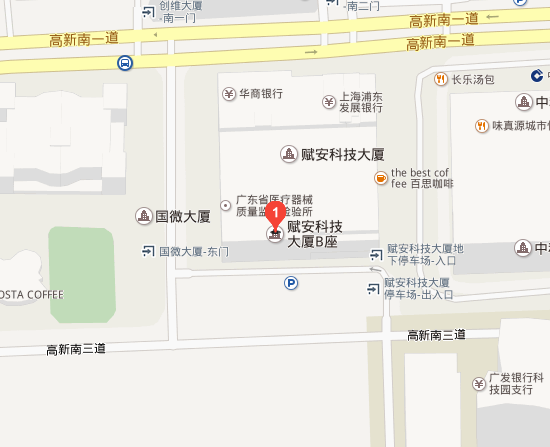 创维大厦
-南一门
-南二门
高新南一道
高新南一道
高新南一道
长乐汤包
华商银行
上海浦东
发展银行
味真源城市
赋安科技大厦
the best cof
fee 百思咖啡
广东省医疗器械
质量监 检验所
国微大厦
1
赋安科技
大厦B座
国微大厦-东门
赋安科技大厦地
下停车场-入口
OSTA COFFEE
赋安科技大厦
停车场-出入口
P
高新南三道
高新南三道
广发银行科
技园支行